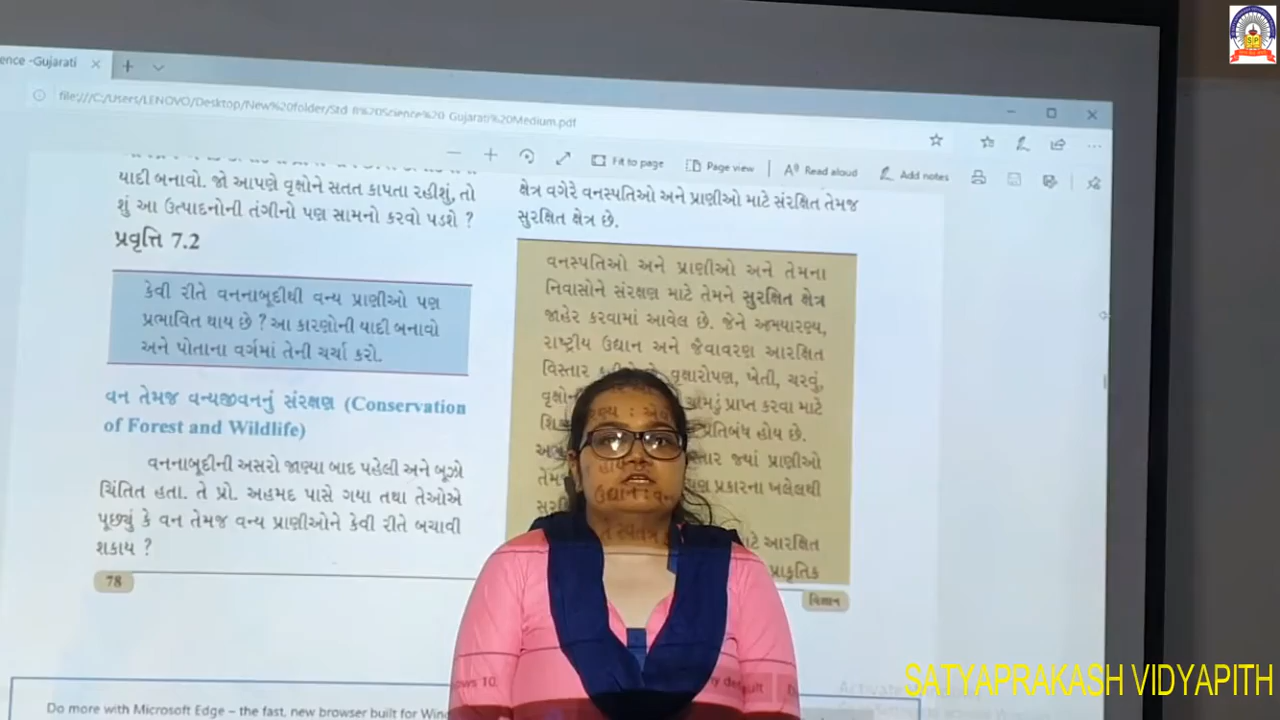 ence -Gujarati
file:///C:/Users/LENOVO/Desktop/New%20folder/Std 8%20Science%20 Gujarati%20Medium.pdf
Fit to page
Page view
Read aloud
Add notes
યાદી બનાવો. જો આપણે વૃક્ષોને સતત કાપતા રહીશું, તો
શું આ ઉત્પાદનોની તંગીનો પણ સામનો કરવો પડશે ?
પ્રવૃત્તિ 7.2
કેવી રીતે વનનાબૂદીથી વન્ય પ્રાણીઓ પણ
પ્રભાવિત થાય છે ? આ કારણોની યાદી બનાવો
અને પોતાના વર્ગમાં તેની ચર્ચા કરો.
વન તેમજ વન્યજીવનનું સંરક્ષણ (Conservation
of Forest and Wildlife)
વનનાબૂદીની અસરો જાણ્યા બાદ પહેલી અને બૂઝો
ચિંતિત હતા. તે પ્રો. અહમદ પાસે ગયા તથા તેઓએ
પૂછ્યું કે વન તેમજ વન્ય પ્રાણીઓને કેવી રીતે બચાવી
શકાય ?
78
ક્ષેત્ર વગેરે વનસ્પતિઓ અને પ્રાણીઓ માટે સંરક્ષિત તેમજ
સુરક્ષિત ક્ષેત્ર છે.
વનસ્પતિઓ અને પ્રાણીઓ અને તેમના
નિવાસોને સંરક્ષણ માટે તેમને સુરક્ષિત ક્ષેત્ર
જાહેર કરવામાં આવેલ છે. જેને અભયારણ્ય,
રાષ્ટ્રીય ઉદ્યાન અને જૈવાવરણ આરક્ષિત
વિસ્તાર વૃક્ષારોપણ, ખેતી, ચરવું,
ચામડું પ્રાપ્ત કરવા માટે
પ્રતિબંધ હોય છે.
જ્યાં પ્રાણીઓ
પ્રકારના ખલેલથી
માટે આરક્ષિત
પ્રાકૃતિક
વિજ્ઞાન
Do more with Microsoft Edge – the fast, new browser built for
SATYAPRAKASH VIDYAPITH